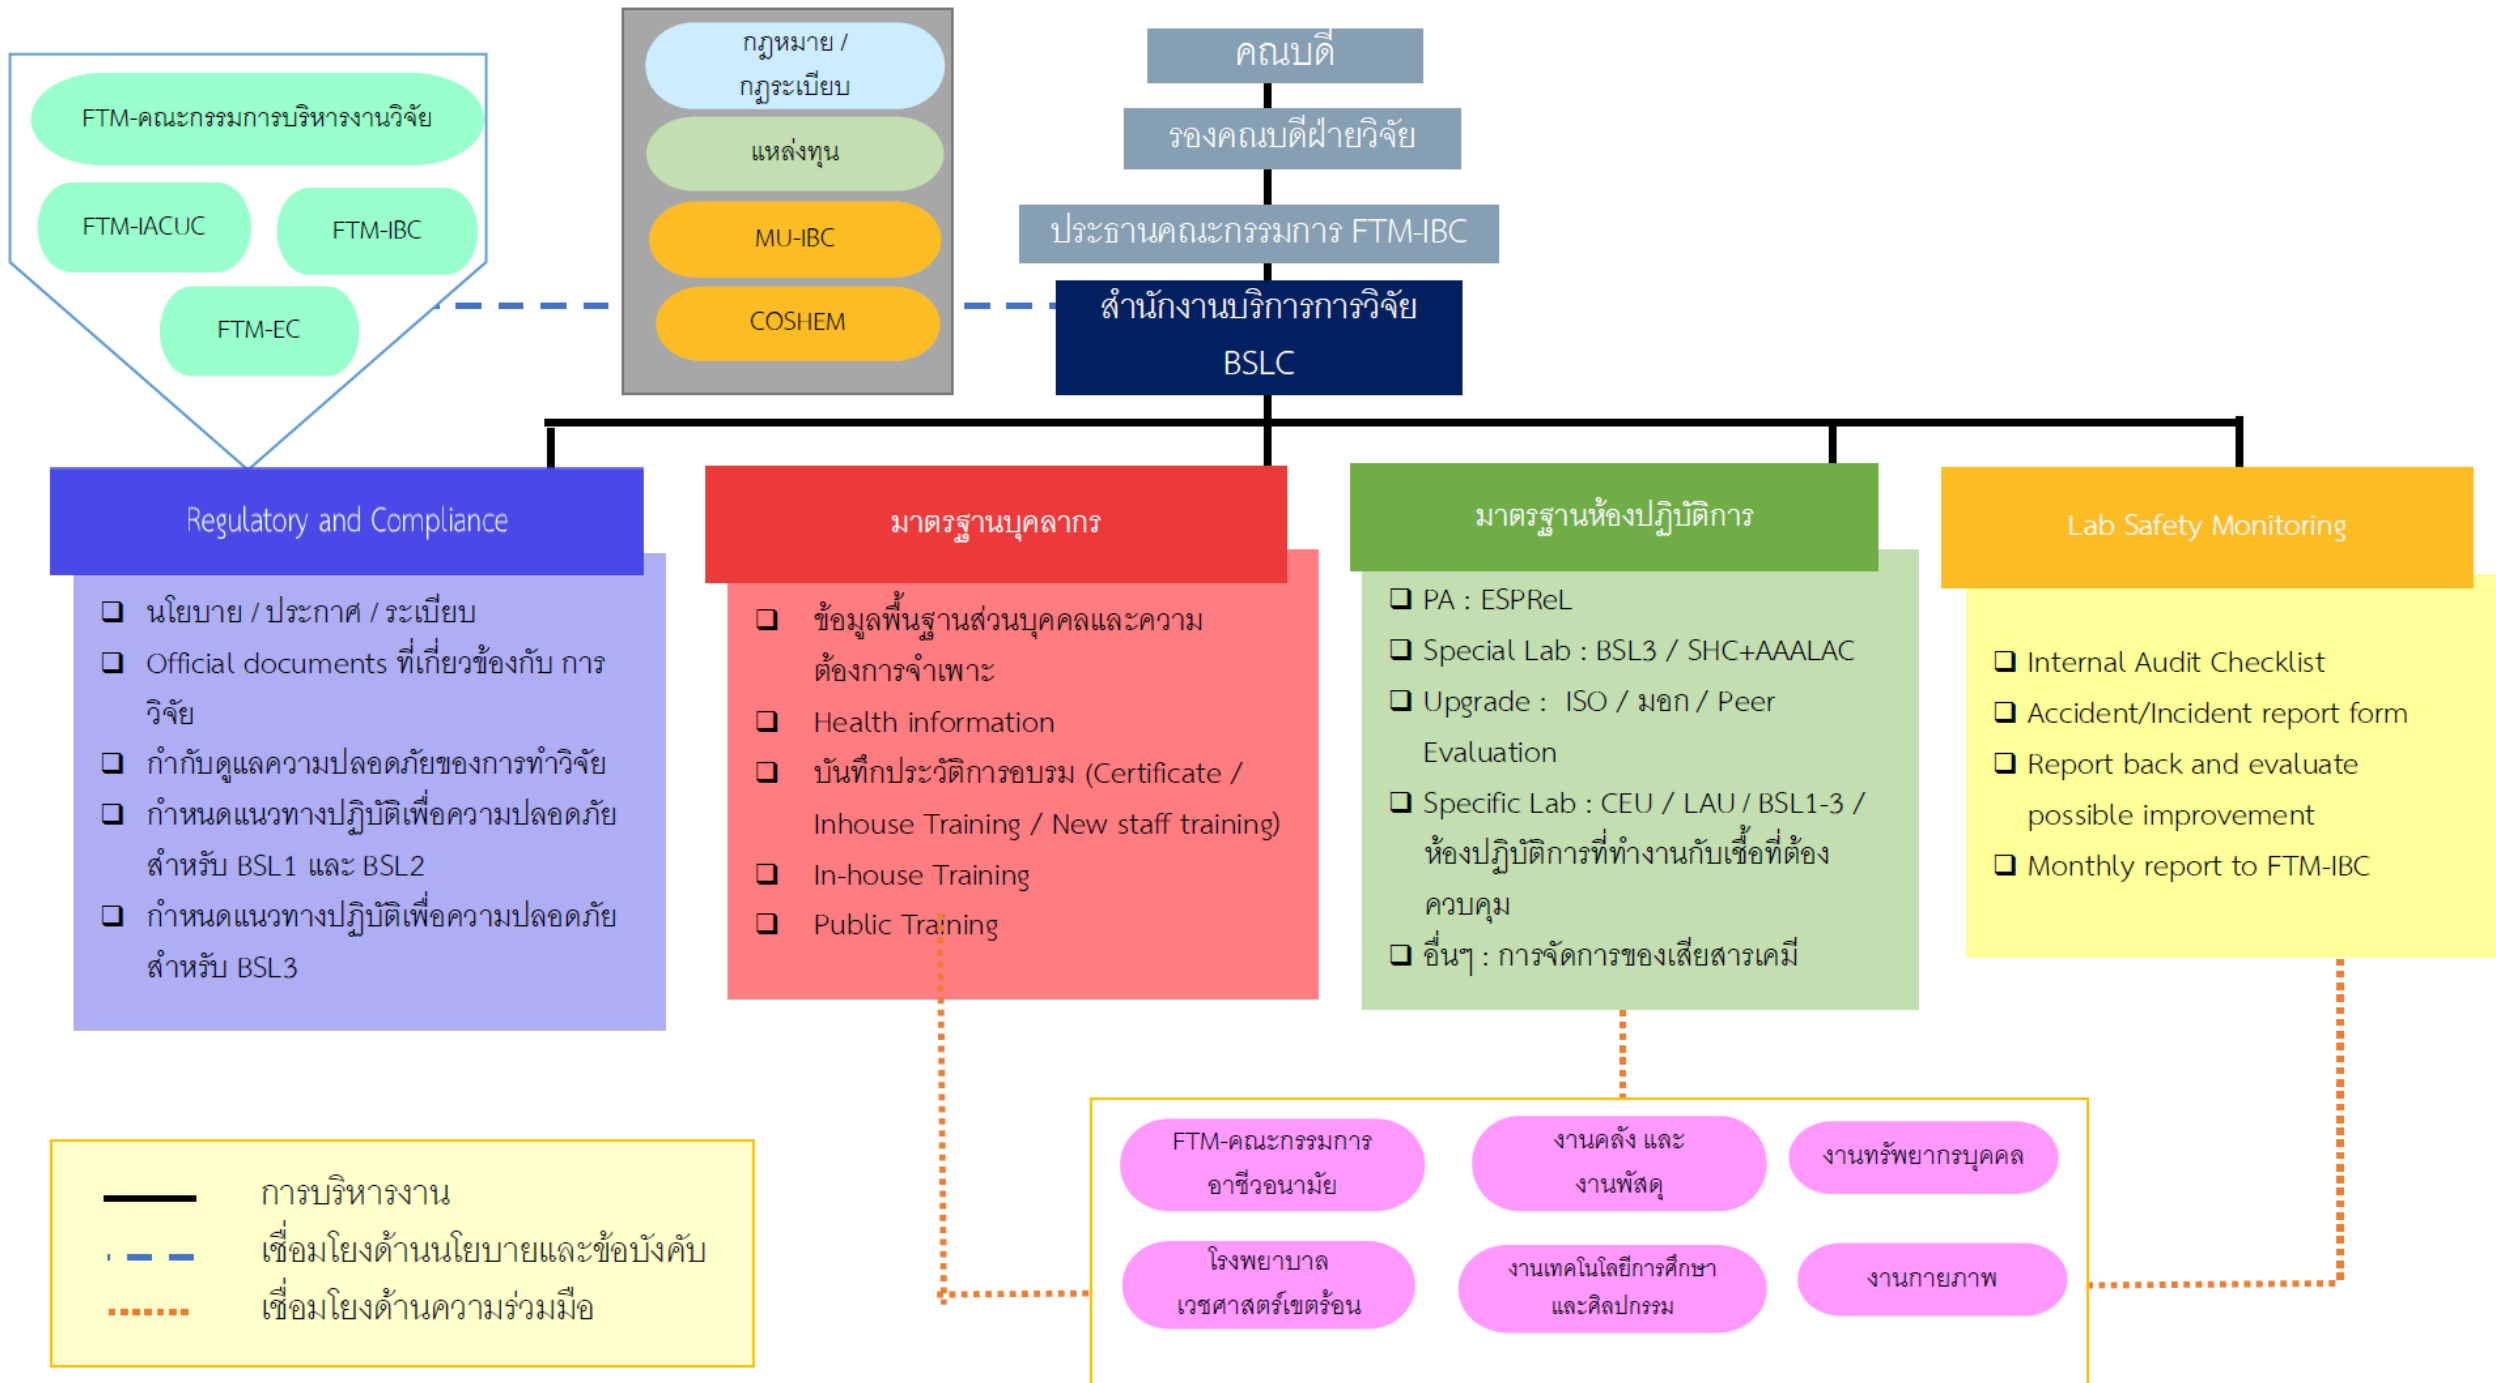 FTM-คณะกรรมการบริหารงานวิจัย
FTM-IACUC
FTM-IBC
FTM-EC
กฎหมาย /
กฎระเบียบ
แหล่งทุน
MU-IBC
COSHEM
คณบดี
รองคณบดีฝ่ายวิจัย
ประธานคณะกรรมการ FTM-IBC
สำนักงานบริการการวิจัย
BSLC
Regulatory and Compliance
❑ นโยบาย / ประกาศ / ระเบียบ
❑ Official documents ที่เกี่ยวข้องกับ การ
วิจัย
❑ กำกับดูแลความปลอดภัยของการทำวิจัย
❑ กำหนดแนวทางปฏิบัติเพื่อความปลอดภัย
สำหรับ BSL1 และ BSL2
❑ กำหนดแนวทางปฏิบัติเพื่อความปลอดภัย
สำหรับ BSL3
มาตรฐานบุคลากร
❑ ข้อมูลพื้นฐานส่วนบุคคลและความ
ต้องการจำเพาะ
❑ Health information
❑ บันทึกประวัติการอบรม (Certificate /
Inhouse Training / New staff training)
❑ In-house Training
❑ Public Training
มาตรฐานห้องปฏิบัติการ
❑ PA : ESPReL
❑ Special Lab : BSL3 / SHC+AAALAC
❑ Upgrade : ISO / มอก / Peer
Evaluation
❑ Specific Lab : CEU / LAU / BSL1-3 /
ห้องปฏิบัติการที่ทำงานกับเชื้อที่ต้อง
ควบคุม
❑ อื่นๆ : การจัดการของเสียสารเคมี
Lab Safety Monitoring
❑ Internal Audit Checklist
❑ Accident/Incident report form
❑ Report back and evaluate
possible improvement
❑ Monthly report to FTM-IBC
การบริหารงาน
เชื่อมโยงด้านนโยบายและข้อบังคับ
เชื่อมโยงด้านความร่วมมือ
FTM-คณะกรรมการ
อาชีวอนามัย
งานคลัง และ
งานพัสดุ
งานทรัพยากรบุคคล
โรงพยาบาล
เวชศาสตร์เขตร้อน
งานเทคโนโลยีการศึกษา
และศิลปกรรม
งานกายภาพ